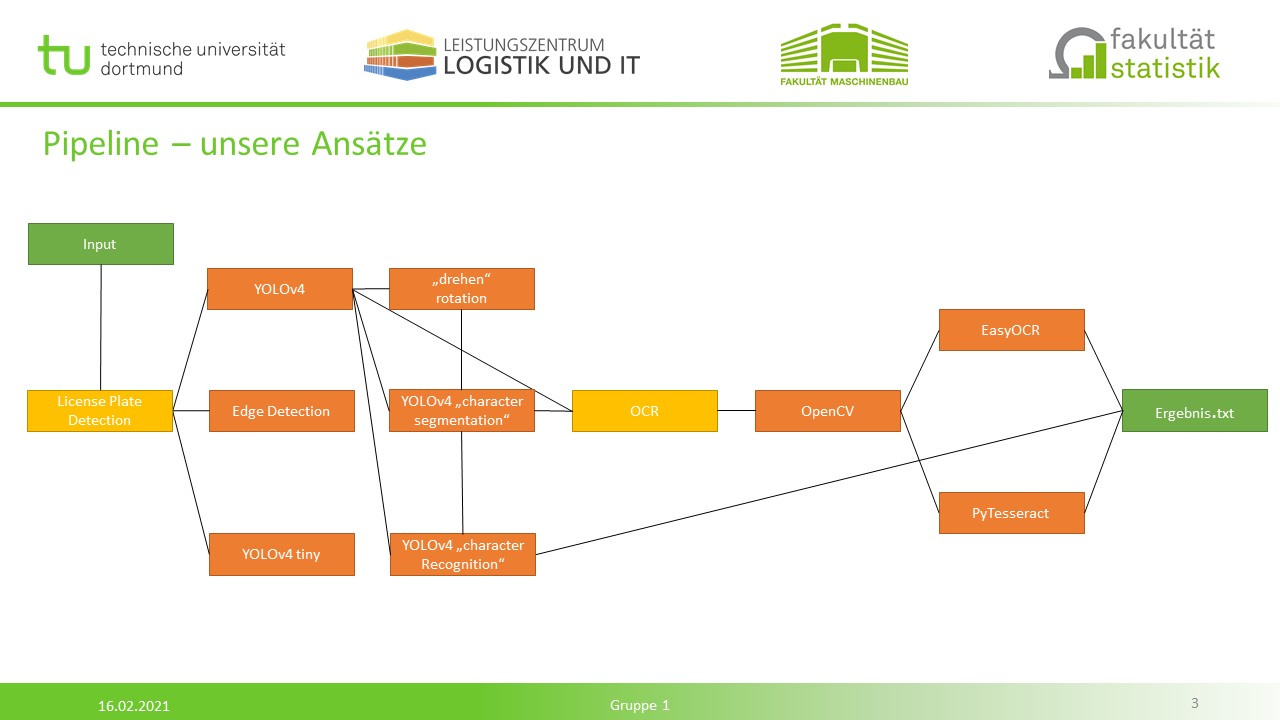 technische universität
dortmund
LEISTUNGSZENTRUM
LOGISTIK UND IT
FAKULTÄT MASCHINENBAU
fakultät
statistik
Pipeline – unsere Ansätze
Input
YOLOv4
„drehen“
rotation
EasyOCR
License Plate
Detection
Edge Detection
YOLOv4 „character
segmentation“
OCR
OpenCV
Ergebnis.txt
PyTesseract
YOLOv4 tiny
YOLOv4 „character
Recognition“
16.02.2021
Gruppe 1
3